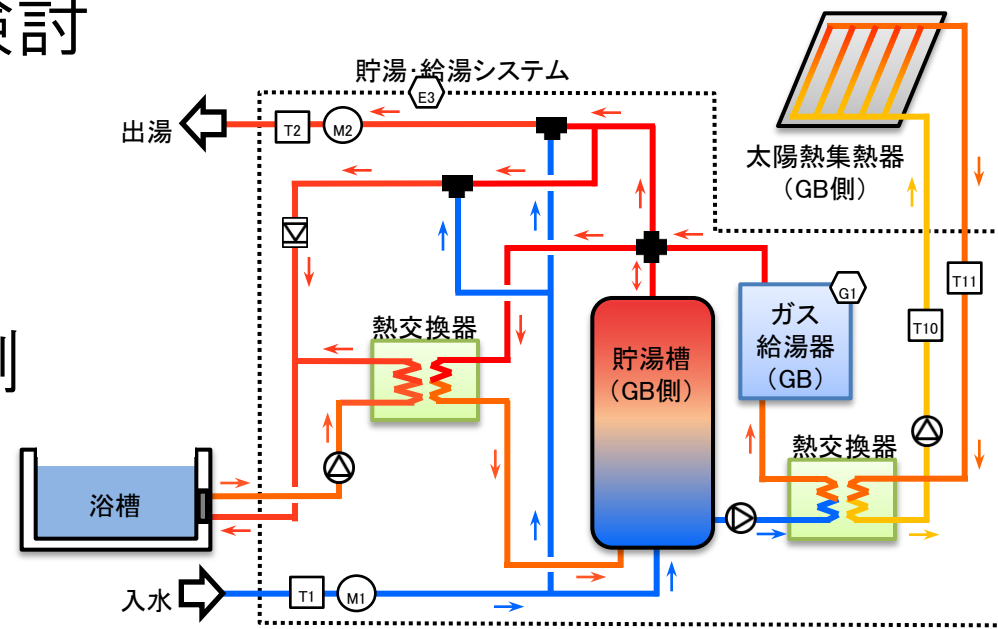 検討
貯湯・給湯システム
E3
出湯
T2
M2
太陽熱集熱器
（GB側）
T11
T10
G1
ガス
給湯器
（GB）
熱交換器
貯湯槽
（GB側）
熱交換器
浴槽
入水
T1
M1